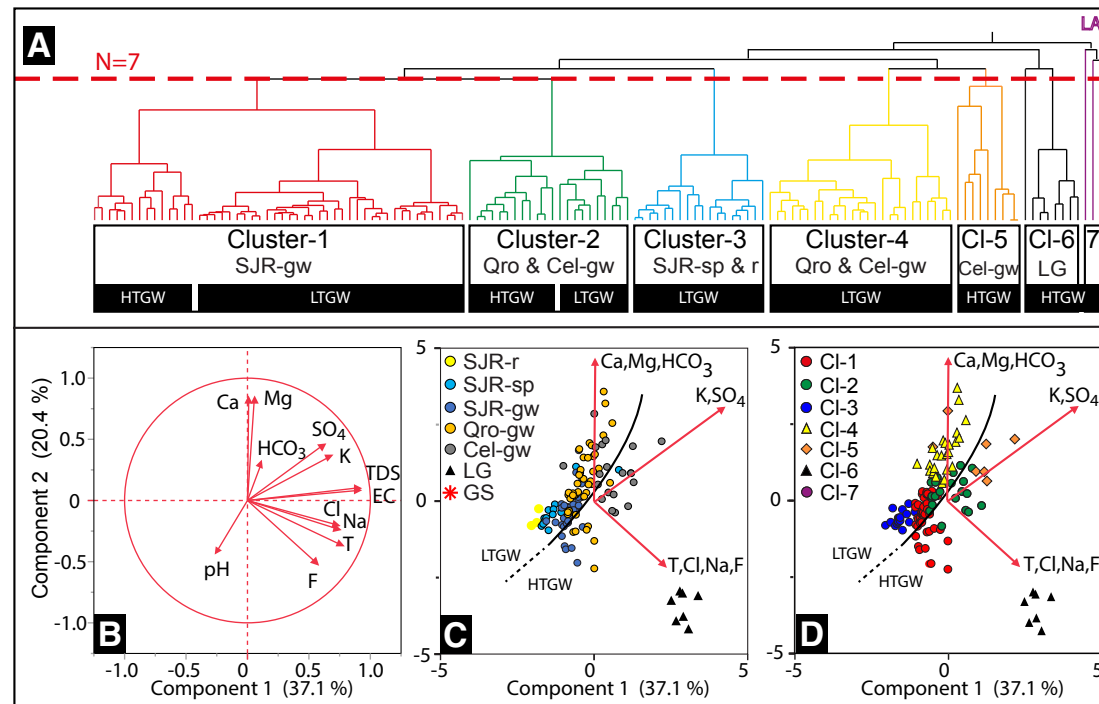 A
N=7
LA
Cluster-1
SJR-gw
HTGW
LTGW
Cluster-2
Qro & Cel-gw
HTGW
LTGW
Cluster-3
SJR-sp & r
LTGW
Cluster-4
Qro & Cel-gw
LTGW
Cl-5
Cel-gw
HTGW
Cl-6
LG
HTGW
7
B
Component 2 (20.4 %)
1.0
0.5
0
-0.5
-1.0
Ca
Mg
HCO3
SO4
K
TDS
EC
Cl
Na
T
F
pH
-1.0
-0.5
0
0.5
1.0
Component 1 (37.1 %)
C
5
0
-5
SJR-r
SJR-sp
SJR-gw
Qro-gw
Cel-gw
LG
GS
Ca,Mg,HCO3
K,SO4
T,Cl,Na,F
LTGW
HTGW
0
5
Component 1 (37.1 %)
D
5
0
-5
Cl-1
Cl-2
Cl-3
Cl-4
Cl-5
Cl-6
Cl-7
Ca,Mg,HCO3
K,SO4
T,Cl,Na,F
LTGW
HTGW
0
5
Component 1 (37.1 %)